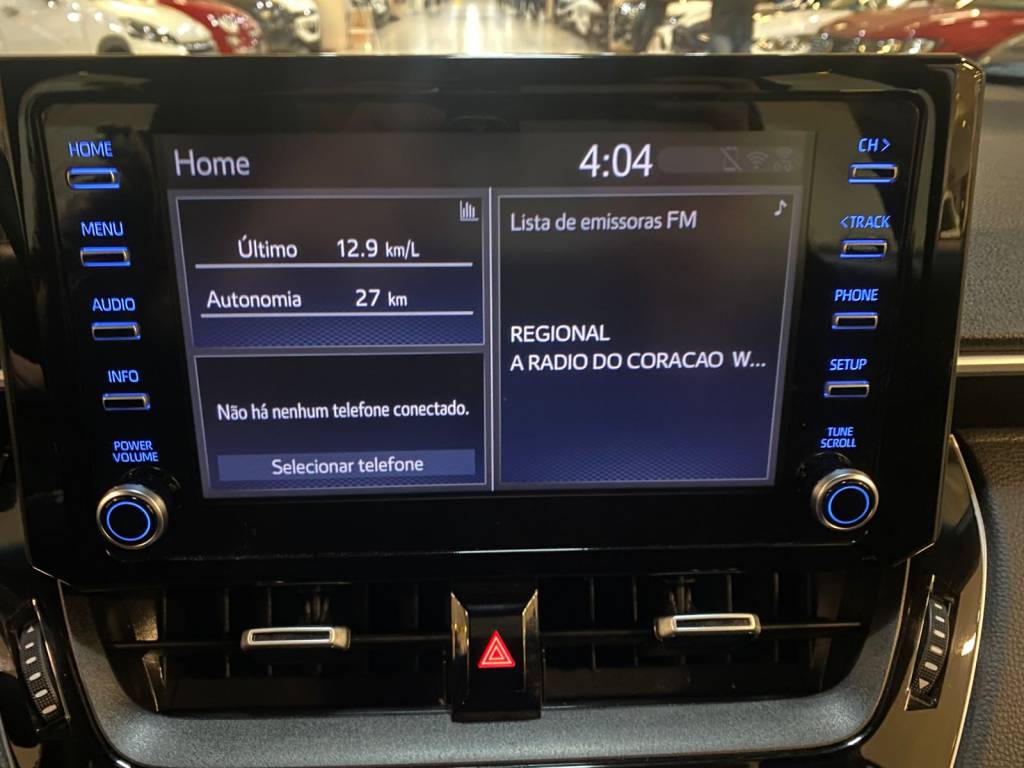 HOME
MENU
AUDIO
INFO
POWER
VOLUME
Home
4:04
Último 12.9 km/L
Autonomia 27 km
Não há nenhum telefone conectado.
Selecionar telefone
Lista de emissoras FM
REGIONAL
A RADIO DO CORACAO W...
CH >
< TRACK
PHONE
SETUP
TUNE
SCROLL